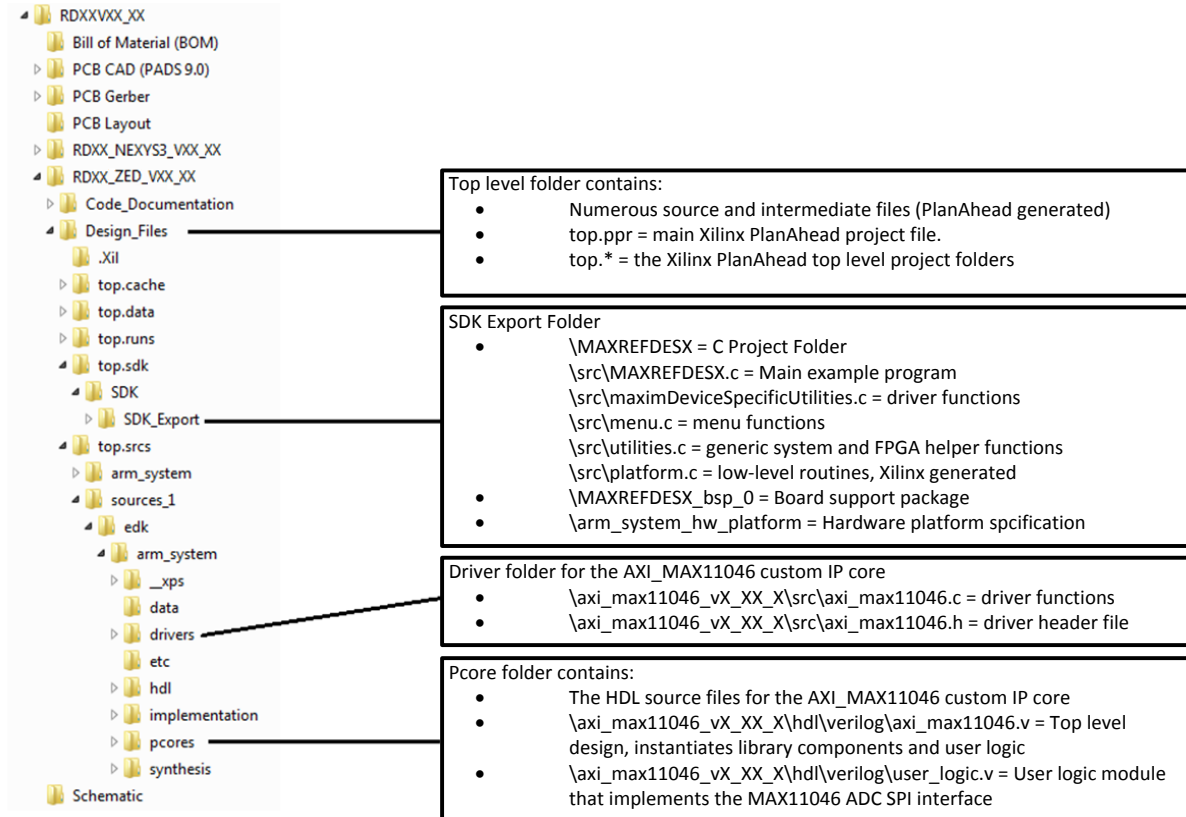 RDXXVXX_XX
Bill of Material (BOM)
PCB CAD (PADS 9.0)
PCB Gerber
PCB Layout
RDXX_NEXYS3_VXX_XX
RDXX_ZED_VXX_XX
Code_Documentation
Design_Files
.Xil
top.cache
top.data
top.runs
top.sdk
SDK
SDK_Export
top.srcs
arm_system
sources_1
edk
arm_system
__xps
data
drivers
etc
hdl
implementation
pcores
synthesis
Schematic
Top level folder contains:
• Numerous source and intermediate files (PlanAhead generated)
• top.ppr = main Xilinx PlanAhead project file.
• top.* = the Xilinx PlanAhead top level project folders
SDK Export Folder
• \MAXREFDESX = C Project Folder
\src\MAXREFDESX.c = Main example program
\src\maximDeviceSpecificUtilities.c = driver functions
\src\menu.c = menu functions
\src\utilities.c = generic system and FPGA helper functions
\src\platform.c = low-level routines, Xilinx generated
• \MAXREFDESX_bsp_0 = Board support package
• \arm_system_hw_platform = Hardware platform spcification
Driver folder for the AXI_MAX11046 custom IP core
• \axi_max11046_vX_XX_X\src\axi_max11046.c = driver functions
• \axi_max11046_vX_XX_X\src\axi_max11046.h = driver header file
Pcore folder contains:
• The HDL source files for the AXI_MAX11046 custom IP core
• \axi_max11046_vX_XX_X\hdl\verilog\axi_max11046.v = Top level
design, instantiates library components and user logic
• \axi_max11046_vX_XX_X\hdl\verilog\user_logic.v = User logic module
that implements the MAX11046 ADC SPI interface